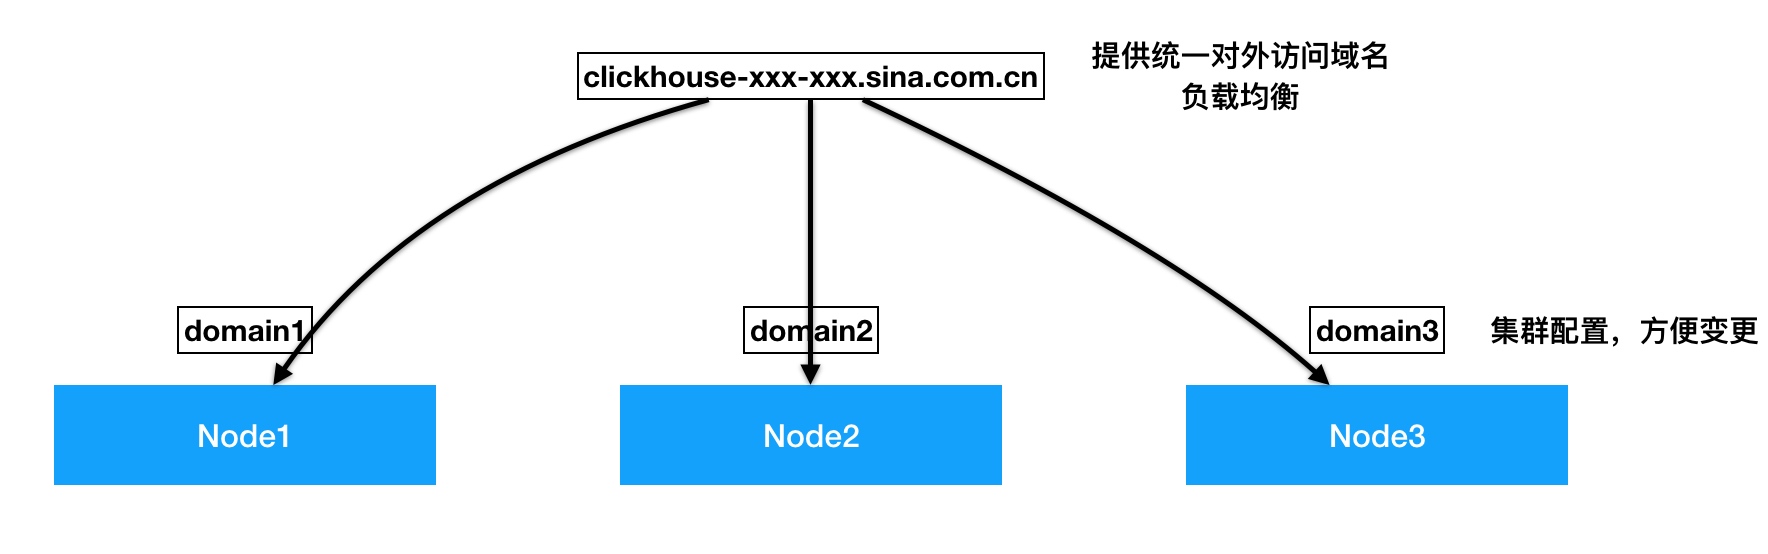 clickhouse-xxx-xxx.sina.com.cn
提供统一对外访问域名
负载均衡
domain1
domain2
domain3
集群配置，方便变更
Node1
Node2
Node3